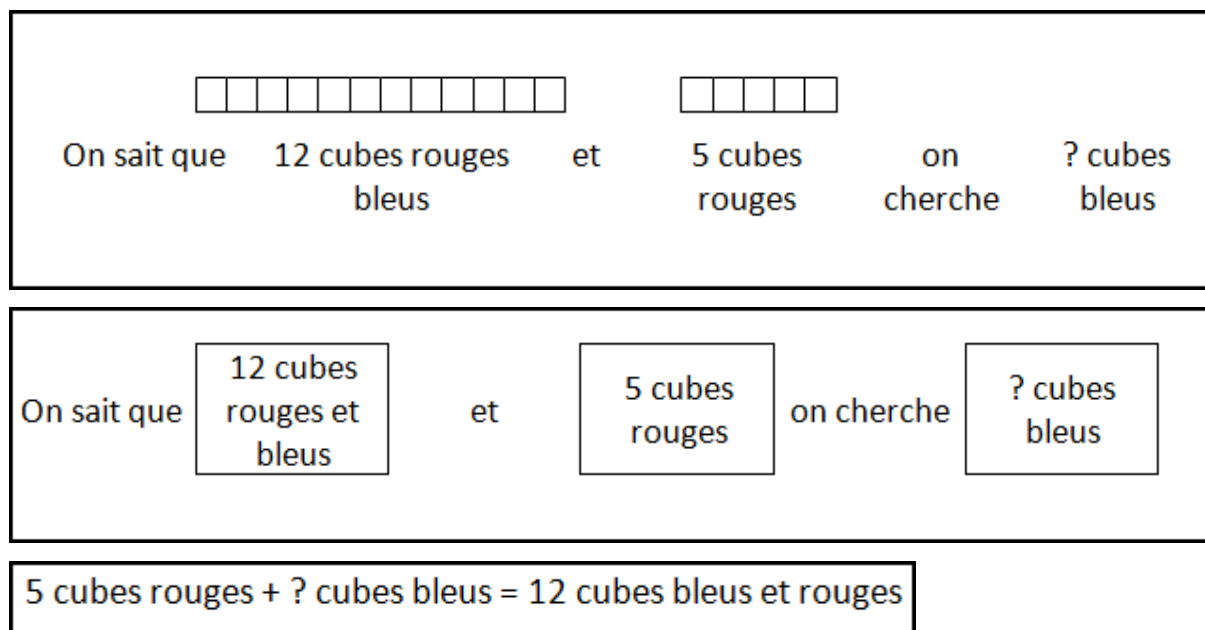 On sait que 12 cubes rouges et 5 cubes on ? cubes
bleus rouges cherche bleus
12 cubes
On sait que rouges et et 5 cubes on cherche ? cubes
bleus rouges bleus
5 cubes rouges + ? cubes bleus = 12 cubes bleus et rouges